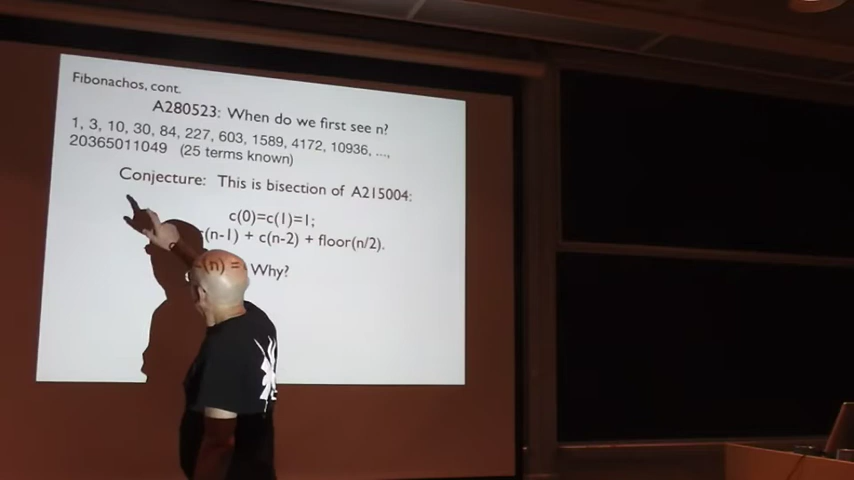 Fibonachos, cont.
A280523: When do we first see n?
1, 3, 10, 30, 84, 227, 603, 1589, 4172, 10936, ...,
20365011049 (25 terms known)
Conjecture: This is bisection of A215004:
c(0)=c(1)=1;
c(n) = c(n-1) + c(n-2) + floor(n/2).
Why?